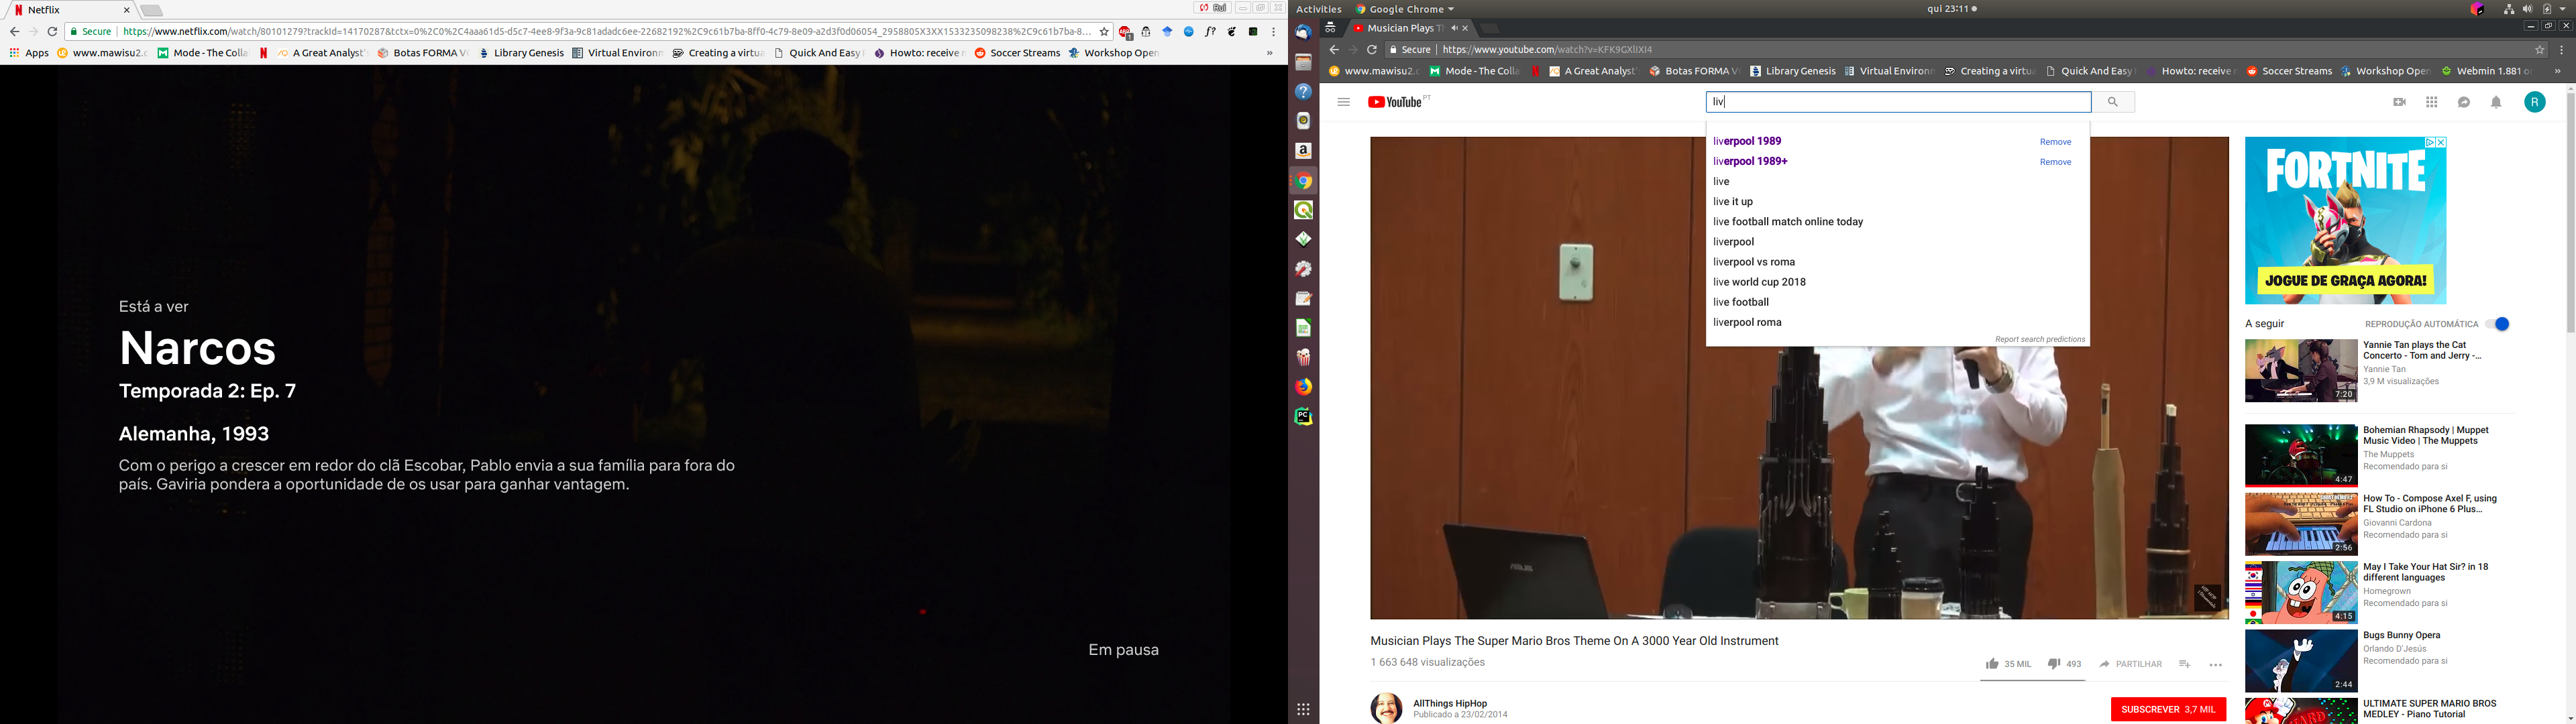 Netflix
Rui
Secure
https://www.netflix.com/watch/80101279?trackId=14170287&tctx=0%2C0%2C4aaa61d5-d5c7-4ee8-9f3a-9c81adadc6ee-22682192%2C9c61b7ba-8ff0-4c79-8e09-a2d3f0d06054_2958805X3XX1533235098238%2C9c61b7ba-8...
Apps www.mawisu2.c Mode - The Colla A Great Analyst' Botas FORMA VO Library Genesis Virtual Environm Creating a virtua Quick And Easy Howto: receive n Soccer Streams Workshop Open »
Está a ver
Narcos
Temporada 2: Ep. 7
Alemanha, 1993
Com o perigo a crescer em redor do clã Escobar, Pablo envia a sua família para fora do
país. Gaviria pondera a oportunidade de os usar para ganhar vantagem.
Em pausa
Activities Google Chrome qui 23:11
Musician Plays T
Secure https://www.youtube.com/watch?v=KFK9GXlIXI4
www.mawisu2.c Mode - The Colla A Great Analyst' Botas FORMA VO Library Genesis Virtual Environm Creating a virtua Quick And Easy Howto: receive Soccer Streams Workshop Open Webmin 1.881 o »
YouTube PT
liv
R
liverpool 1989 Remove
liverpool 1989+ Remove
live
live it up
live football match online today
liverpool
liverpool vs roma
live world cup 2018
live football
liverpool roma
Report search predictions
ASUS
Musician Plays The Super Mario Bros Theme On A 3000 Year Old Instrument
1 663 648 visualizações
35 MIL 493 PARTILHAR
AllThings HipHop
Publicado a 23/02/2014
SUBSCREVER 3,7 MIL
FORTNITE
JOGUE DE GRAÇA AGORA!
A seguir REPRODUÇÃO AUTOMÁTICA
Yannie Tan plays the Cat
Concerto - Tom and Jerry -...
Yannie Tan
3,9 M visualizações
7:20
Bohemian Rhapsody | Muppet
Music Video | The Muppets
The Muppets
Recomendado para si
4:47
How To - Compose Axel F, using
FL Studio on iPhone 6 Plus...
Giovanni Cardona
Recomendado para si
2:56
May I Take Your Hat Sir? in 18
different languages
Homegrown
Recomendado para si
4:15
Bugs Bunny Opera
Orlando D'Jesús
Recomendado para si
2:44
ULTIMATE SUPER MARIO BROS
MEDLEY - Piano Tutorial